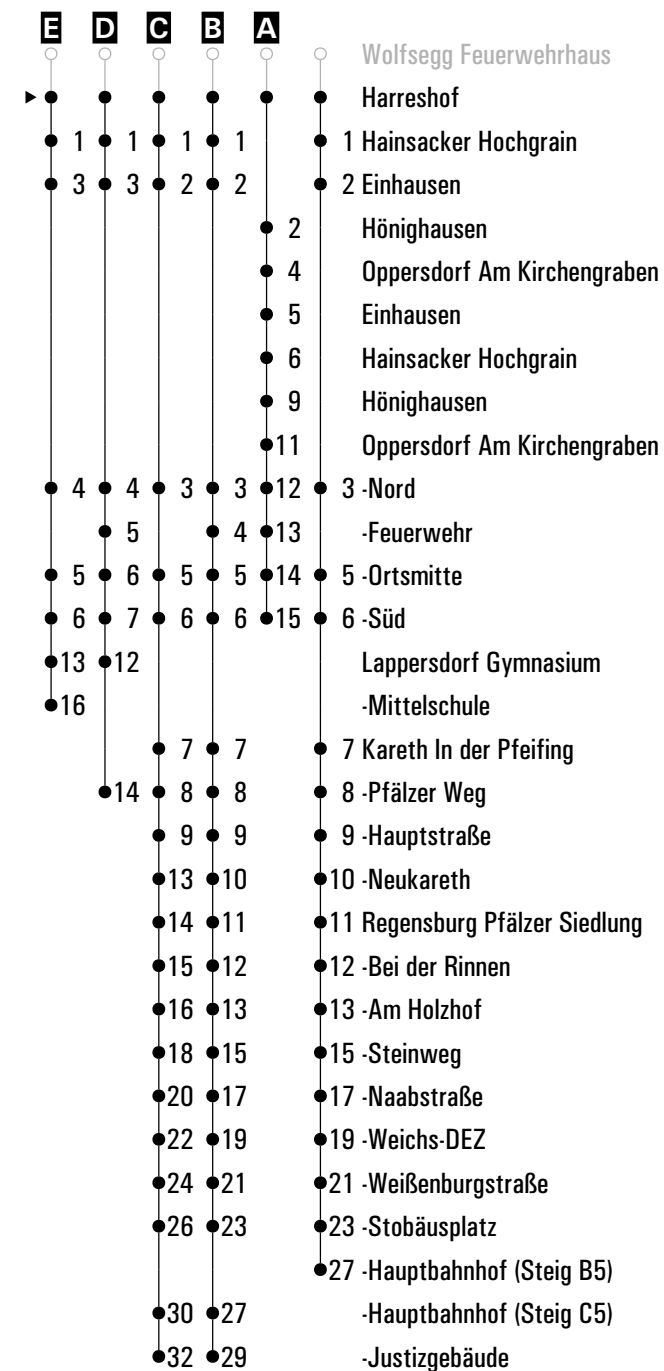 E D C B A
Wolfsegg Feuerwehrhaus
Harreshof
1 1 1 1 1 Hainsacker Hochgrain
3 3 2 2 2 Einhausen
2 Hönighausen
4 Oppersdorf Am Kirchengraben
5 Einhausen
6 Hainsacker Hochgrain
9 Hönighausen
11 Oppersdorf Am Kirchengraben
4 4 3 3 12 3 -Nord
5 4 13 -Feuerwehr
5 6 5 5 14 5 -Ortsmitte
6 7 6 6 15 6 -Süd
13 12 Lappersdorf Gymnasium
16 -Mittelschule
7 7 7 Kareth In der Pfeifing
14 8 8 8 -Pfälzer Weg
9 9 9 -Hauptstraße
13 10 10 -Neukareth
14 11 11 Regensburg Pfälzer Siedlung
15 12 12 -Bei der Rinnen
16 13 13 -Am Holzhof
18 15 15 -Steinweg
20 17 17 -Naabstraße
22 19 19 -Weichs-DEZ
24 21 21 -Weißenburgstraße
26 23 23 -Stobäusplatz
27 -Hauptbahnhof (Steig B5)
30 27 -Hauptbahnhof (Steig C5)
32 29 -Justizgebäude